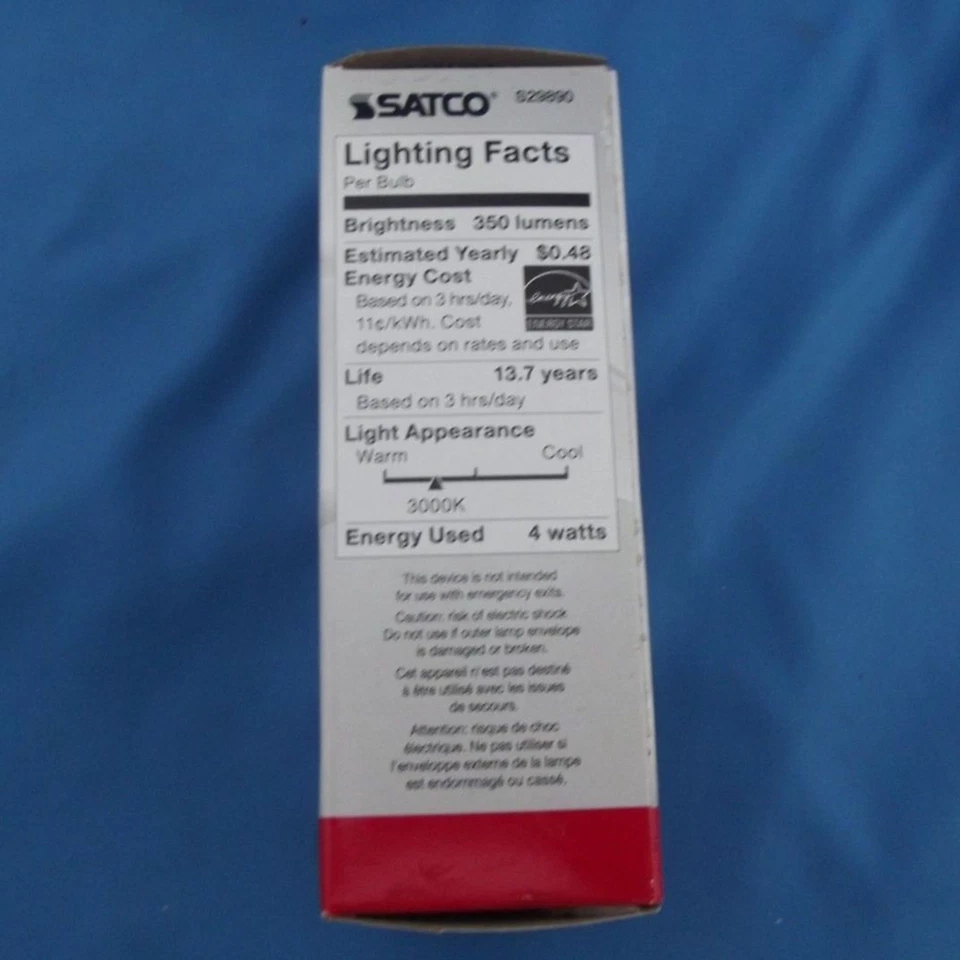 SATCO® S29890
Lighting Facts
Per Bulb
Brightness 350 lumens
Estimated Yearly $0.48
Energy Cost
Based on 3 hrs/day,
11¢/kWh. Cost
depends on rates and use
ENERGY STAR
Life 13.7 years
Based on 3 hrs/day
Light Appearance
Warm Cool
3000K
Energy Used 4 watts
This device is not intended
for use with emergency exits.
Caution: risk of electric shock
Do not use if outer lamp envelope
is damaged or broken.
Cet appareil n'est pas destiné
à être utilisé avec les issues
de secours.
Attention: risque de choc
électrique. Ne pas utiliser si
l'enveloppe externe de la lampe
est endommagé ou cassé.